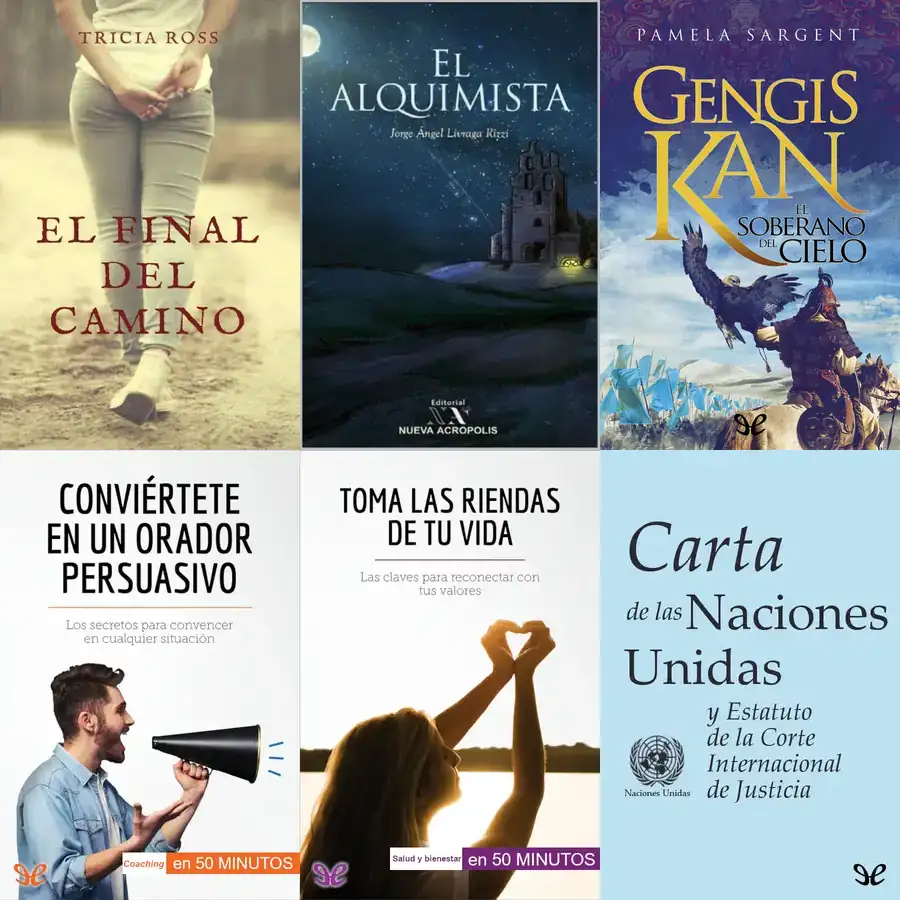 TRICIA ROSS
EL FINAL
DEL
CAMINO
EL
ALQUIMISTA
Jorge Ángel Livraga Rizzi
Editorial
NUEVA ACROPOLIS
PAMELA SARGENT
GENGIS
KAN
EL
SOBERANO
DEL
CIELO
CONVIÉRTETE
EN UN ORADOR
PERSUASIVO
Los secretos para convencer
en cualquier situación
Coaching en 50 MINUTOS
TOMA LAS RIENDAS
DE TU VIDA
Las claves para reconectar con
tus valores
Salud y bienestar en 50 MINUTOS
Carta
de las Naciones
Unidas
y Estatuto
de la Corte
Internacional
de Justicia
Naciones Unidas